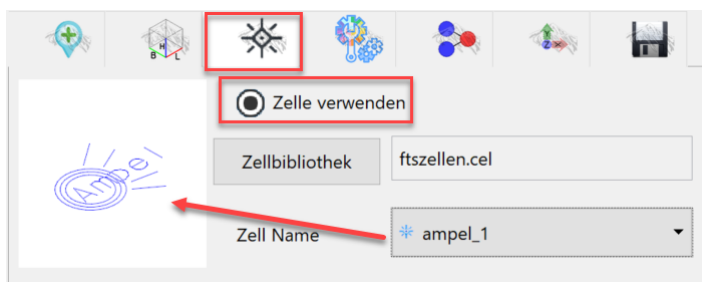 H
B L
Z
Zelle verwenden
Ampel
Zellbibliothek ftszellen.cel
Zell Name ampel_1